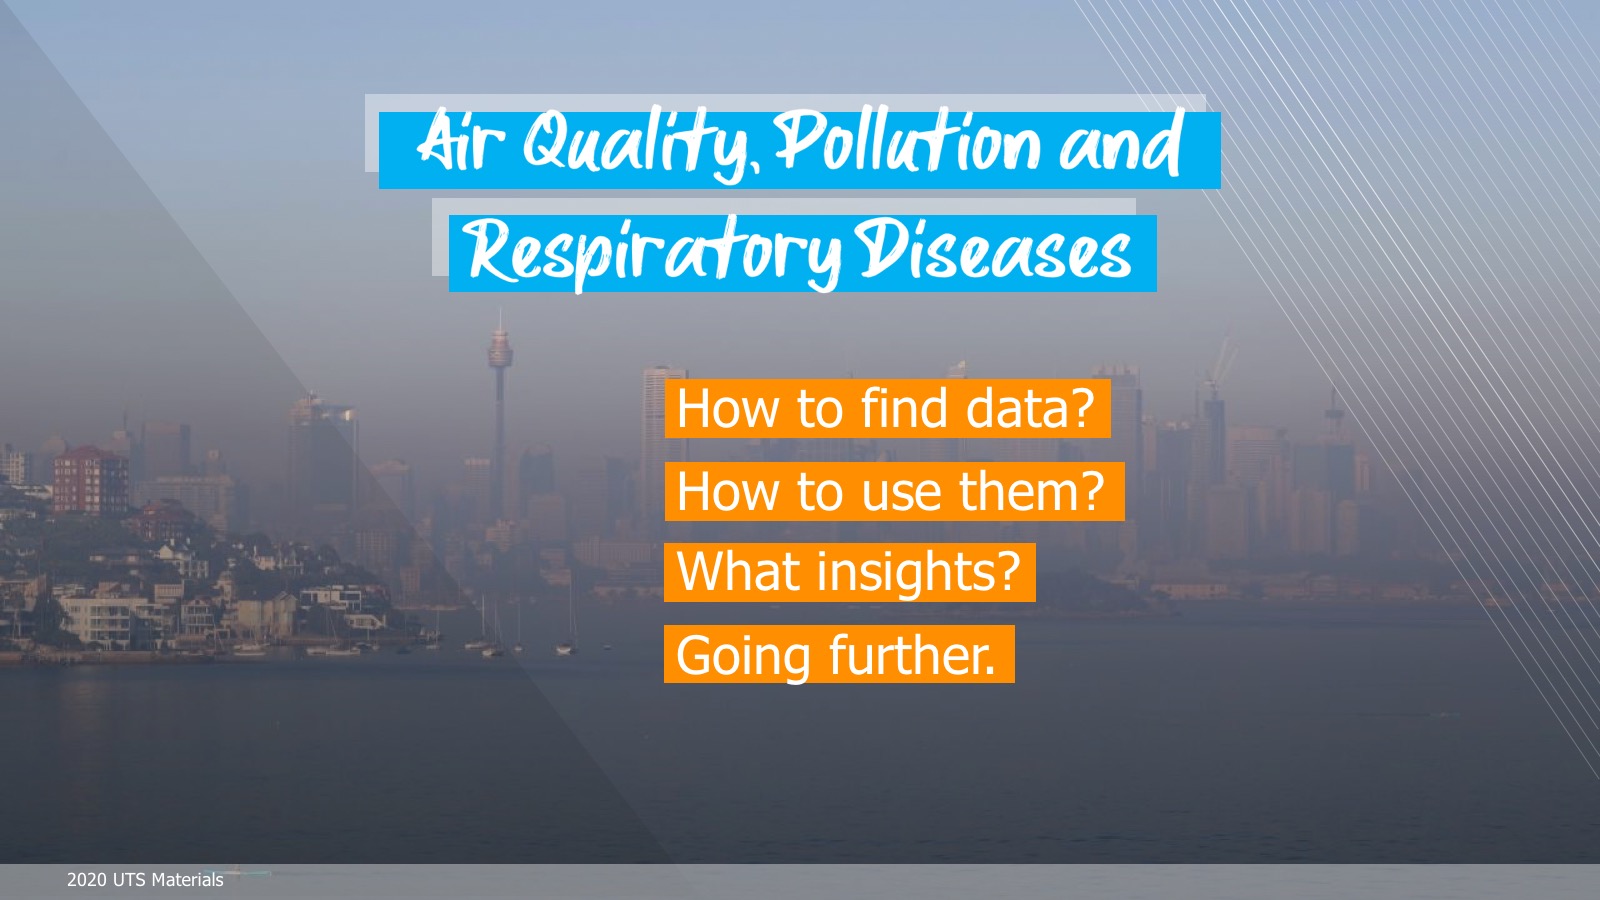 Air Quality, Pollution and
Respiratory Diseases
How to find data?
How to use them?
What insights?
Going further.
2020 UTS Materials